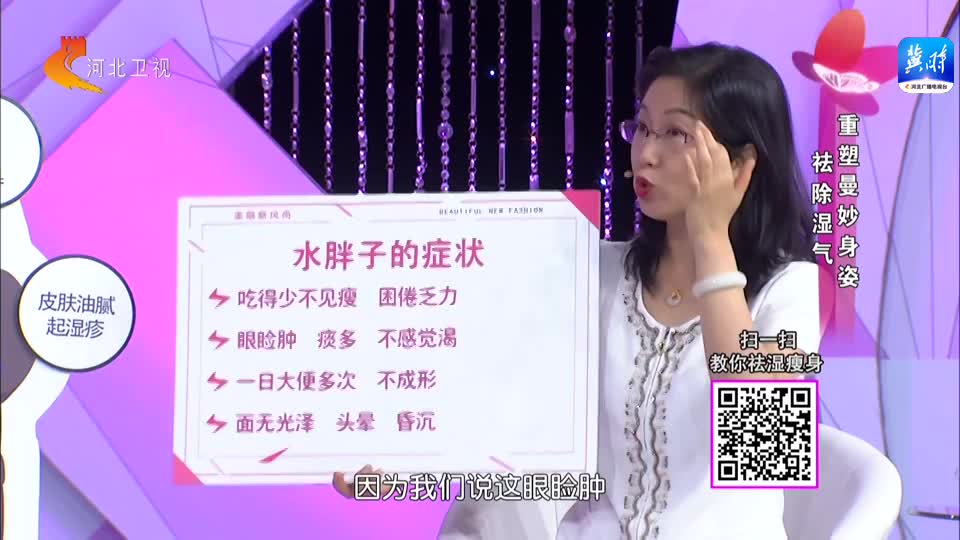 河北卫视
冀时
河北广播电视台
重塑曼妙身姿
祛除湿气
美丽新风尚
BEAUTIFUL NEW FASHION
水胖子的症状
吃得少不见瘦 困倦乏力
眼睑肿 痰多 不感觉渴
一日大便多次 不成形
面无光泽 头晕 昏沉
皮肤油腻
起湿疹
扫一扫
教你祛湿瘦身
因为我们说这眼睑肿